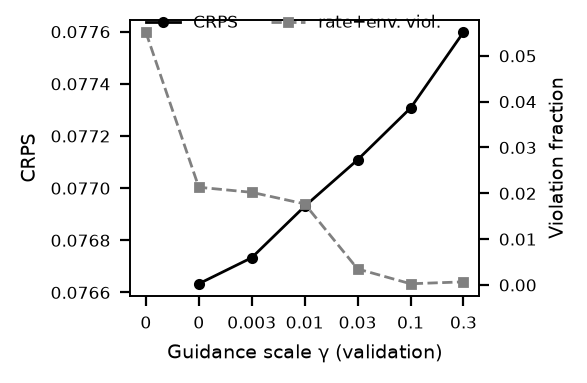 CRPS rate+env. viol.
0.0776
0.0774
0.0772
0.0770
0.0768
0.0766
CRPS
0.05
0.04
0.03
0.02
0.01
0.00
Violation fraction
0 0 0.003 0.01 0.03 0.1 0.3
Guidance scale γ (validation)